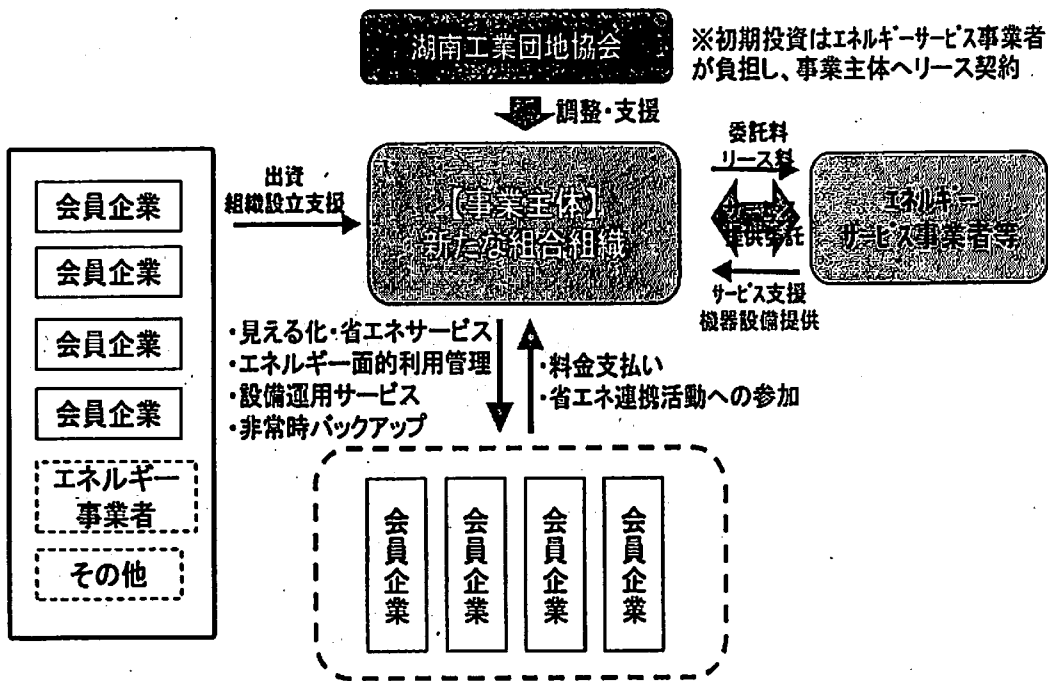 湖南工業団地協会
※初期投資はエネルギーサービス事業者
が負担し、事業主体へリース契約
調整・支援
会員企業
会員企業
会員企業
会員企業
エネルギー
事業者
その他
出資
組織設立支援
【事業主体】
新たな組合組織
委託料
リース料
サービス
提供委託
サービス支援
機器設備提供
エネルギー
サービス事業者等
・見える化・省エネサービス
・エネルギー面的利用管理
・設備運用サービス
・非常時バックアップ
・料金支払い
・省エネ連携活動への参加
会員企業
会員企業
会員企業
会員企業